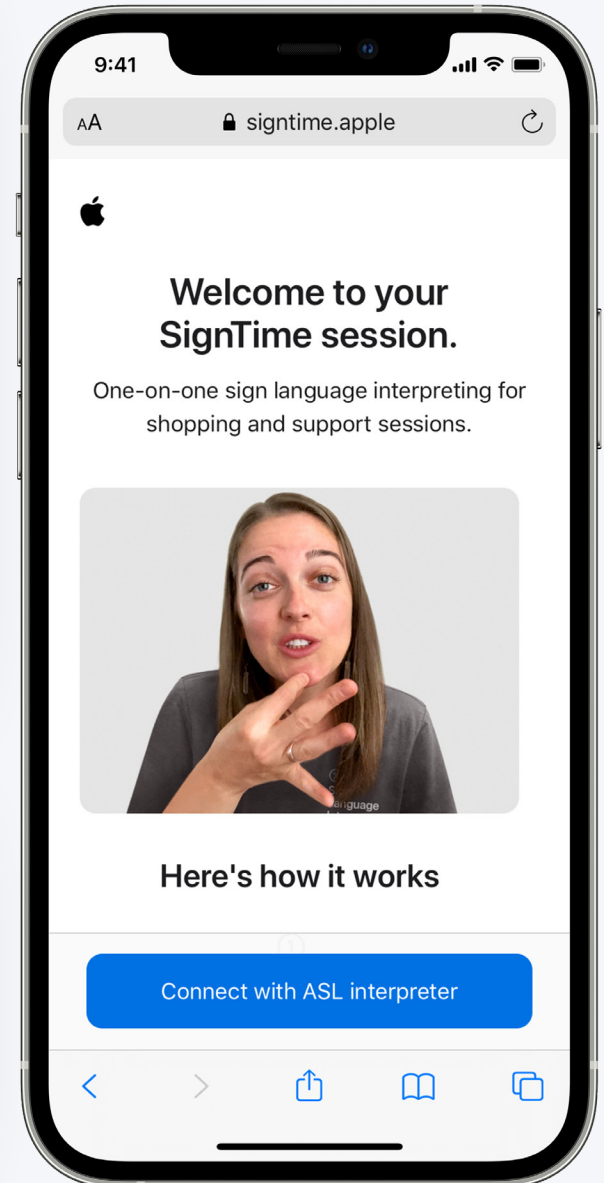 9:41
AA signtime.apple
Welcome to your
SignTime session.
One-on-one sign language interpreting for
shopping and support sessions.
anguage
Here's how it works
Connect with ASL interpreter